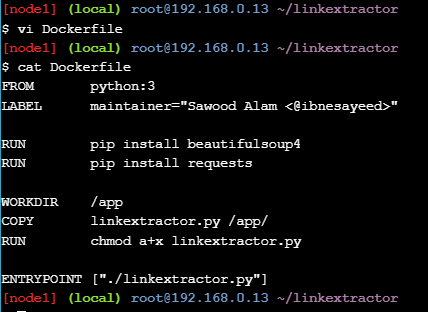 [node1] (local) root@192.168.0.13 ~/linkextractor
$ vi Dockerfile
[node1] (local) root@192.168.0.13 ~/linkextractor
$ cat Dockerfile
FROM       python:3
LABEL      maintainer="Sawood Alam <@ibnesayeed>"

RUN        pip install beautifulsoup4
RUN        pip install requests

WORKDIR    /app
COPY       linkextractor.py /app/
RUN        chmod a+x linkextractor.py

ENTRYPOINT ["./linkextractor.py"]
[node1] (local) root@192.168.0.13 ~/linkextractor